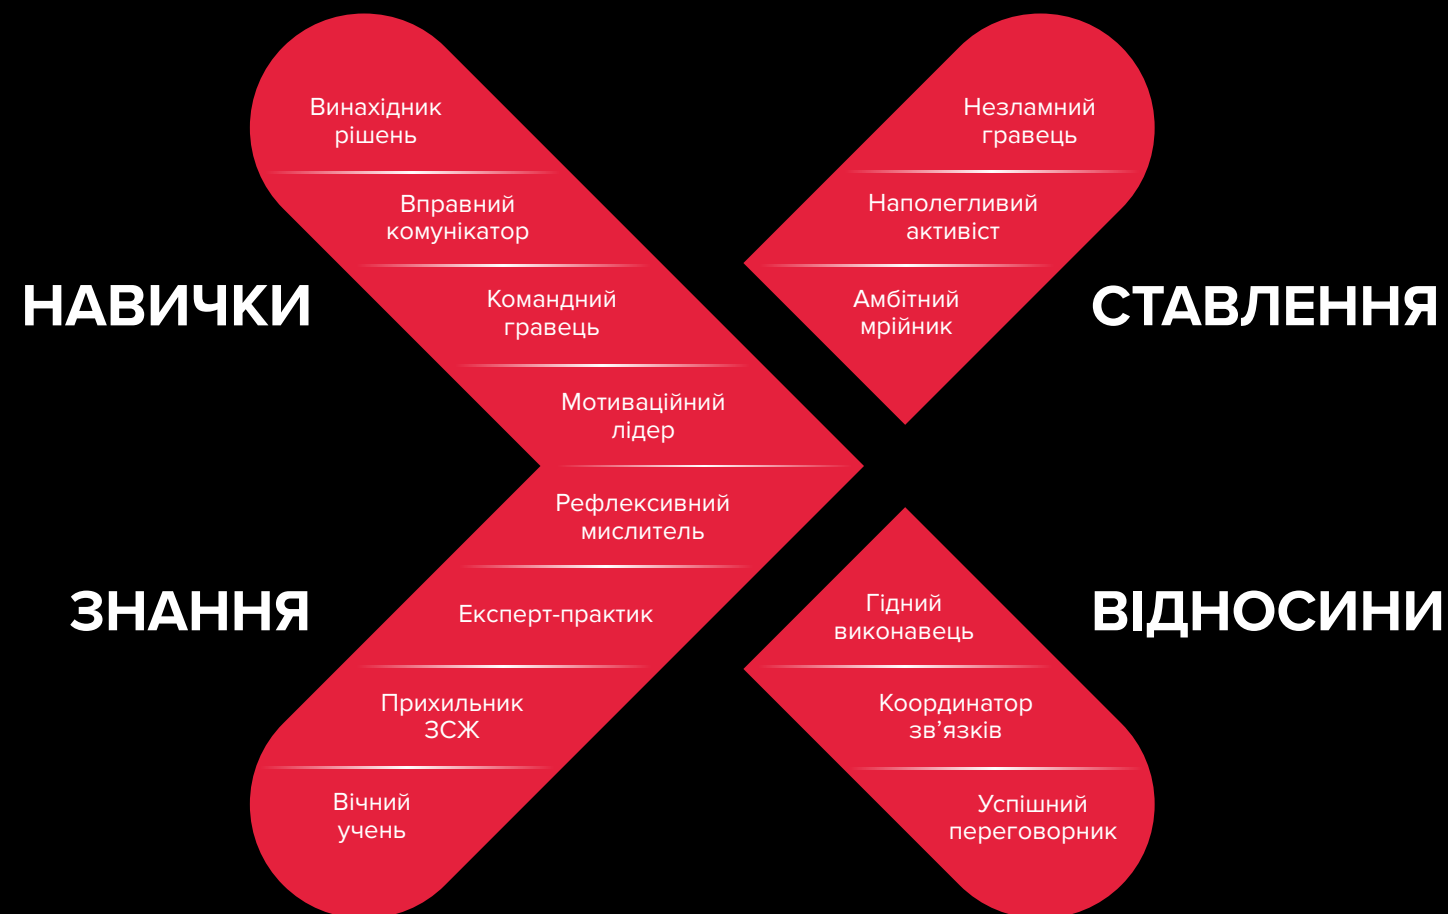 НАВИЧКИ
Винахідник
рішень
Вправний
комунікатор
Командний
гравець
Мотиваційний
лідер
СТАВЛЕННЯ
Незламний
гравець
Наполегливий
активіст
Амбітний
мрійник
ЗНАННЯ
Рефлексивний
мислитель
Експерт-практик
Прихильник
ЗСЖ
Вічний
учень
ВІДНОСИНИ
Гідний
виконавець
Координатор
зв’язків
Успішний
переговорник